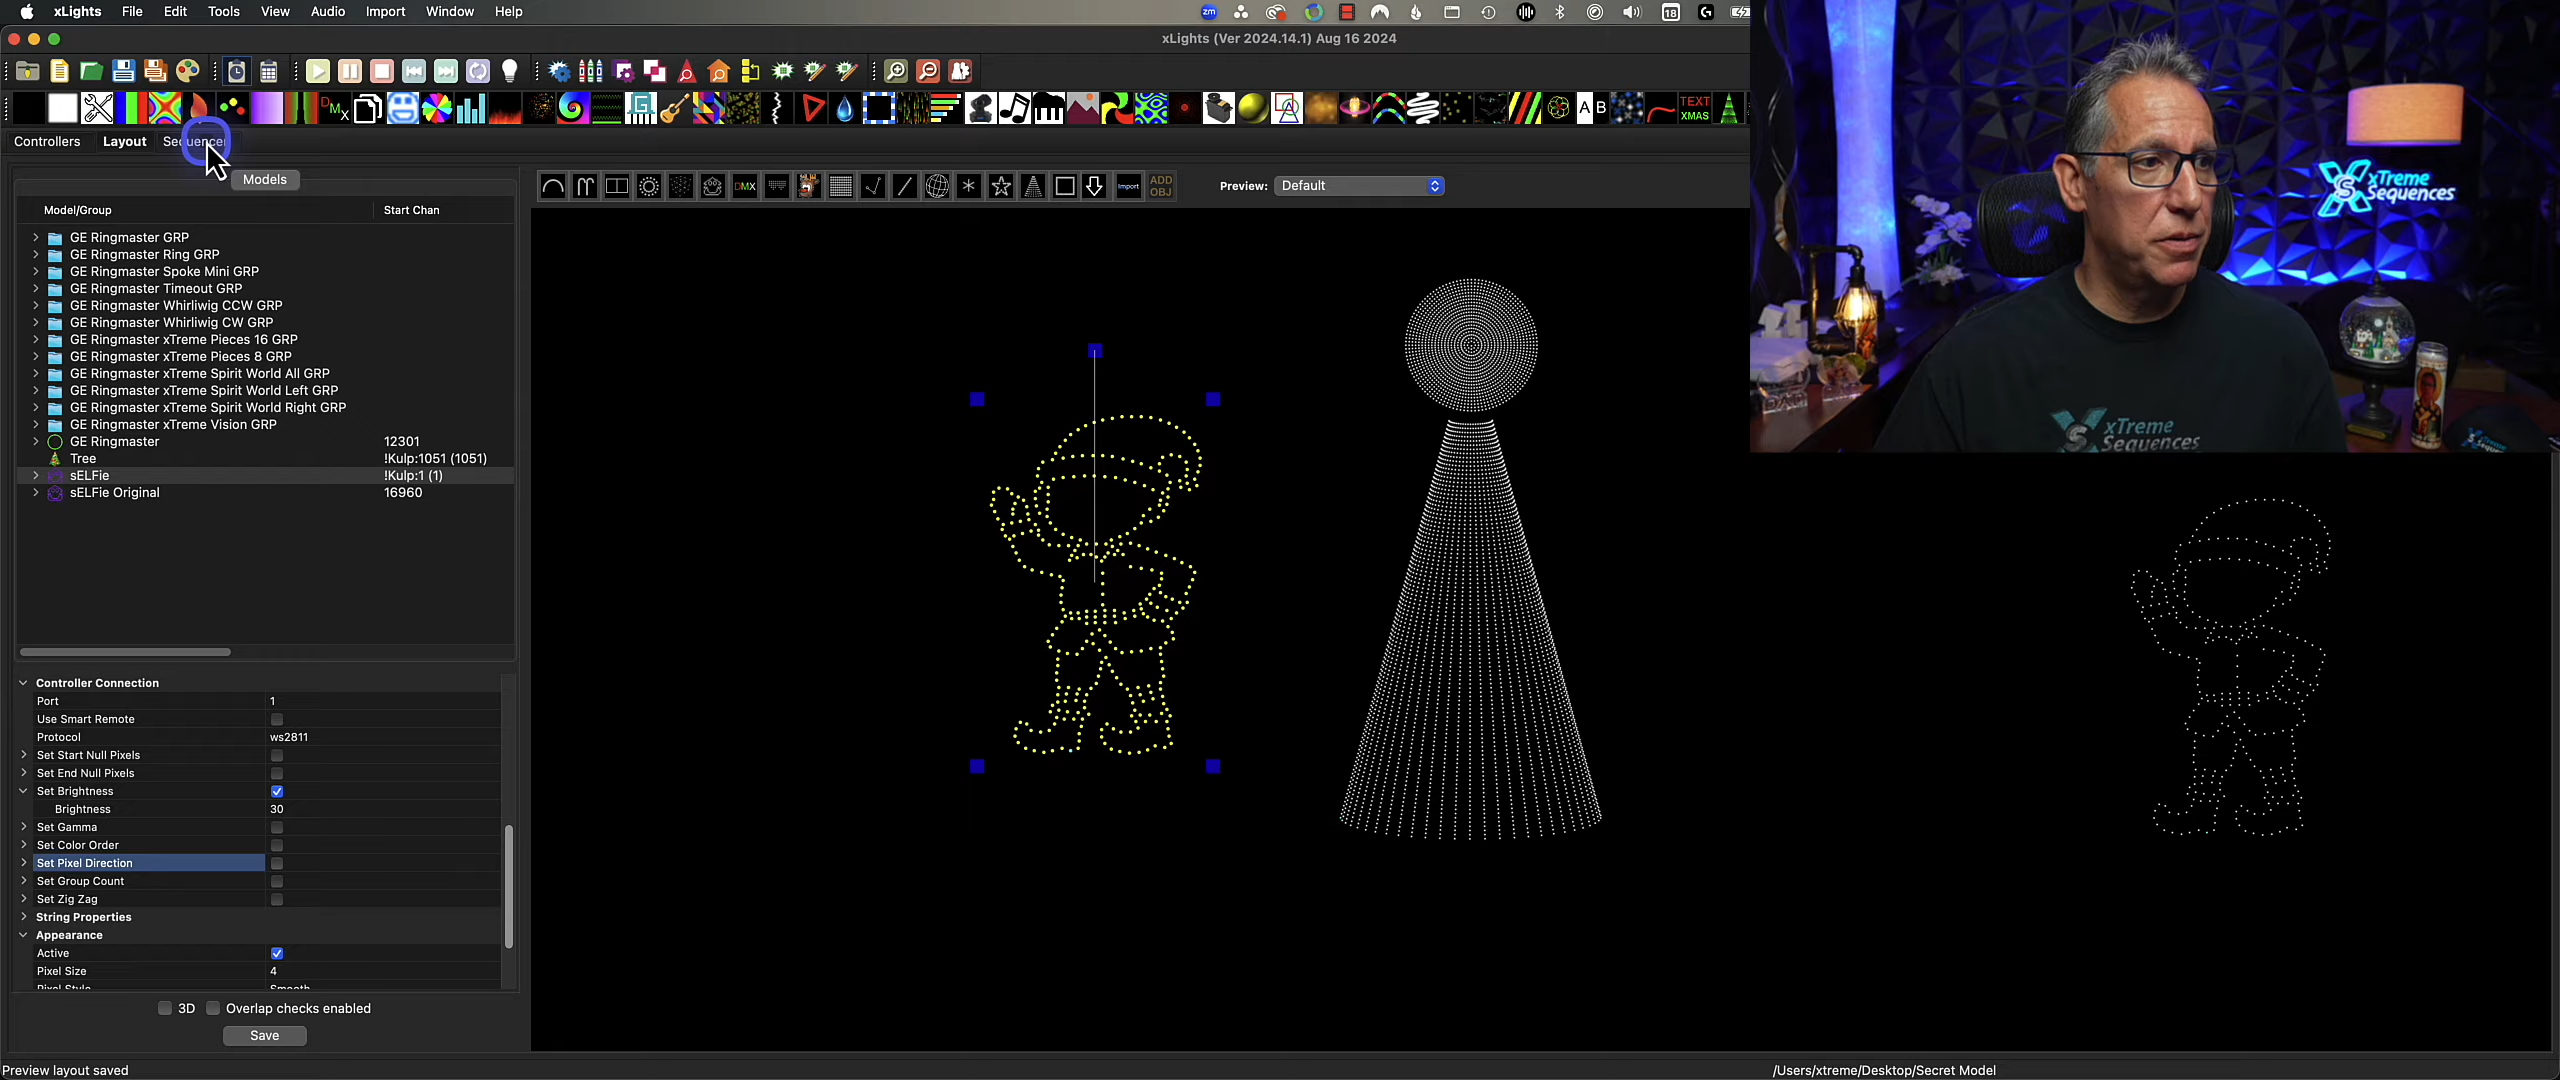 xLights File Edit Tools View Audio Import Window Help
zm
18
xLights (Ver 2024.14.1) Aug 16 2024
DMX
A B
TEXT XMAS
Controllers Layout Sequencer
Models
DMX
Import
ADD OBJ
Preview: Default
Model/Group Start Chan
GE Ringmaster GRP
GE Ringmaster Ring GRP
GE Ringmaster Spoke Mini GRP
GE Ringmaster Timeout GRP
GE Ringmaster Whirliwig CCW GRP
GE Ringmaster Whirliwig CW GRP
GE Ringmaster xTreme Pieces 16 GRP
GE Ringmaster xTreme Pieces 8 GRP
GE Ringmaster xTreme Spirit World All GRP
GE Ringmaster xTreme Spirit World Left GRP
GE Ringmaster xTreme Spirit World Right GRP
GE Ringmaster xTreme Vision GRP
GE Ringmaster 12301
Tree !Kulp:1051 (1051)
sELFie !Kulp:1 (1)
sELFie Original 16960
Controller Connection
Port 1
Use Smart Remote
Protocol ws2811
Set Start Null Pixels
Set End Null Pixels
Set Brightness
Brightness 30
Set Gamma
Set Color Order
Set Pixel Direction
Set Group Count
Set Zig Zag
String Properties
Appearance
Active
Pixel Size 4
Pixel Style Smooth
3D Overlap checks enabled
Save
Preview layout saved
/Users/xtreme/Desktop/Secret Model
xTreme
Sequences
xTreme
Sequences